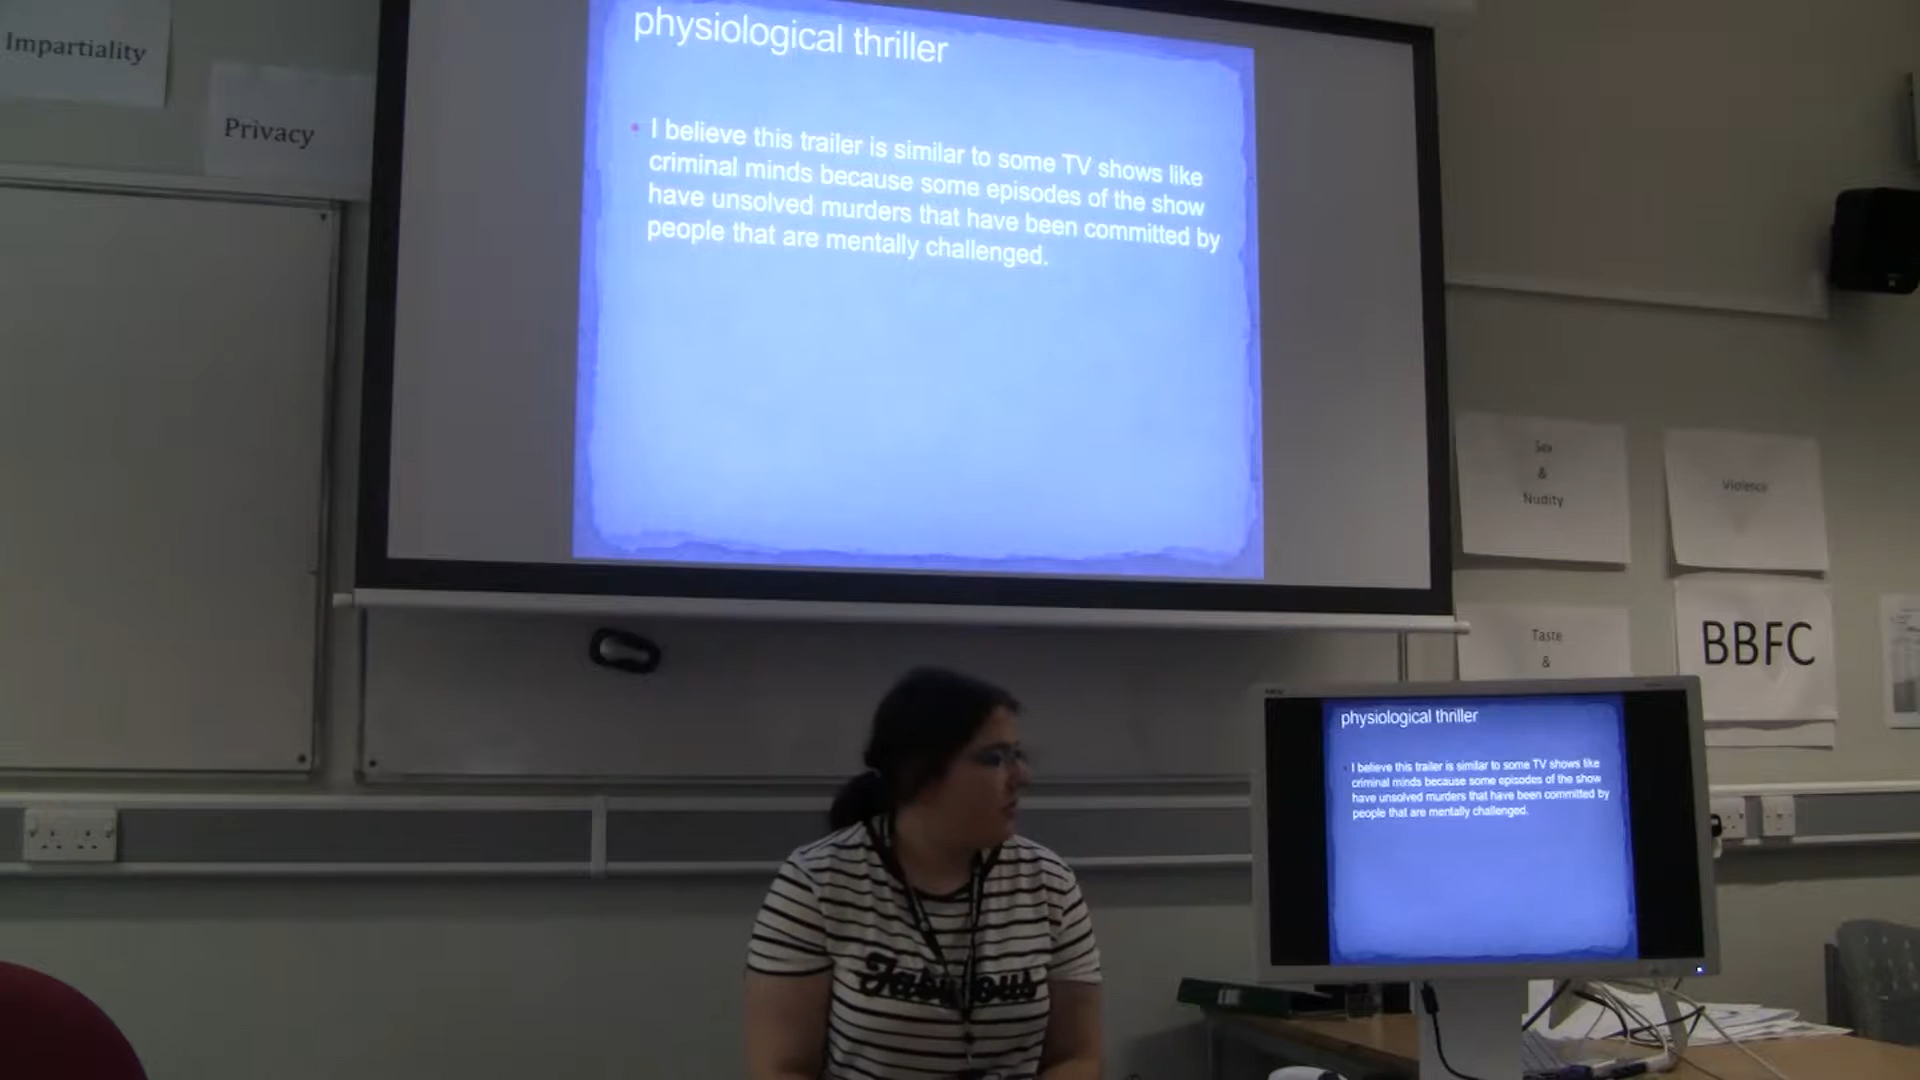 Impartiality
Privacy
physiological thriller
• I believe this trailer is similar to some TV shows like
criminal minds because some episodes of the show
have unsolved murders that have been committed by
people that are mentally challenged.
Sex
&
Nudity
Violence
Taste
&
BBFC
physiological thriller
I believe this trailer is similar to some TV shows like
criminal minds because some episodes of the show
have unsolved murders that have been committed by
people that are mentally challenged.
Fabulous